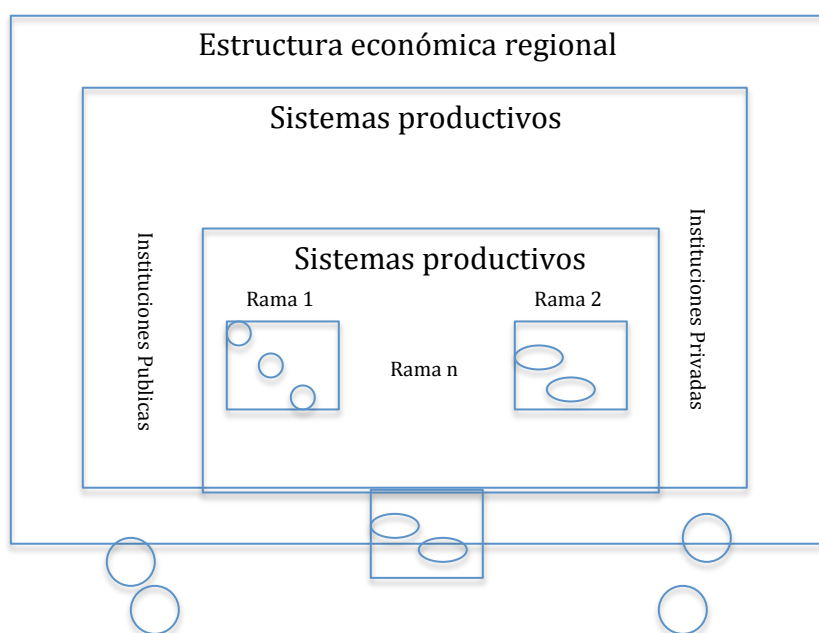 Estructura económica regional
Sistemas productivos
Instituciones Publicas
Instituciones Privadas
Sistemas productivos
Rama 1
Rama 2
Rama n